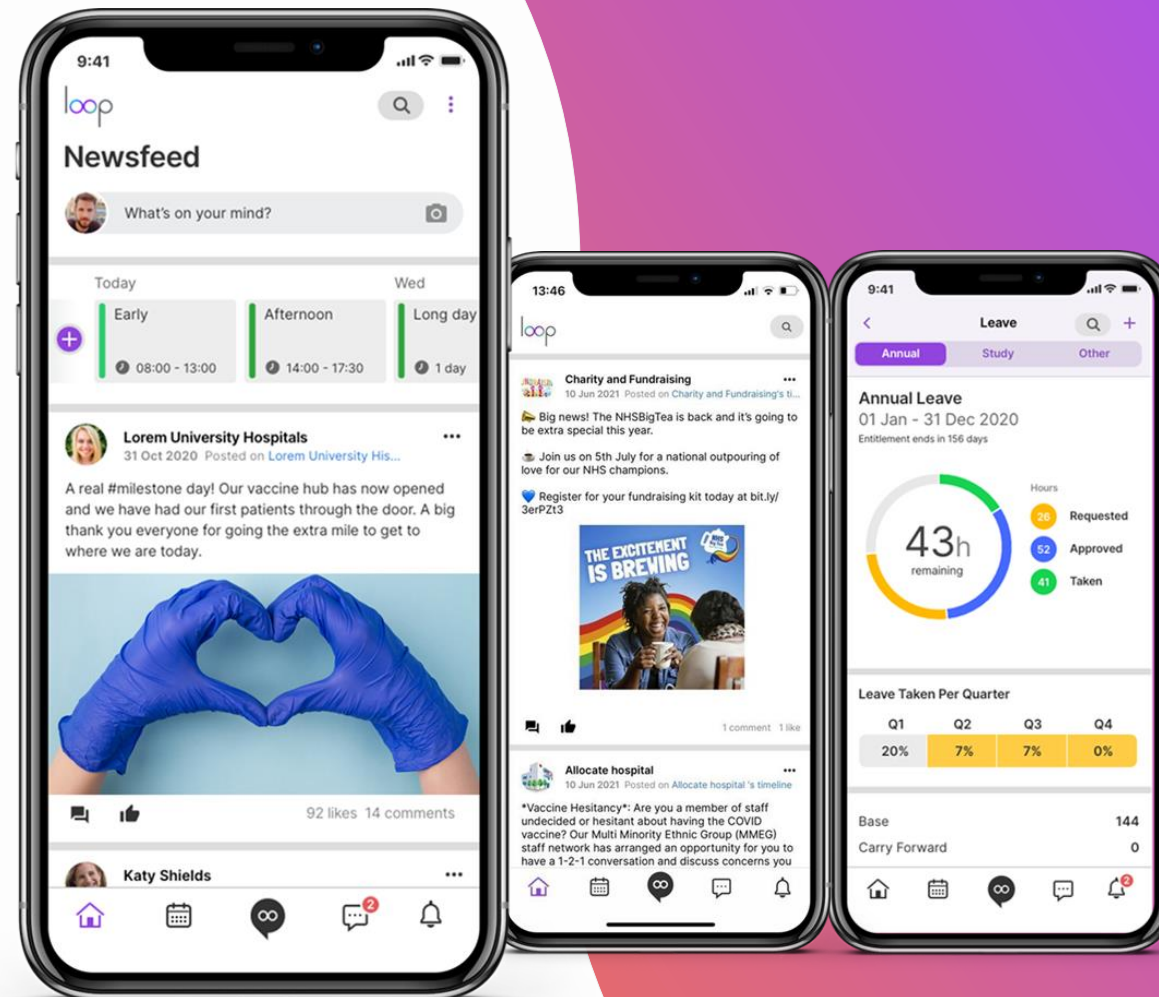 9:41
loop
Newsfeed
What's on your mind?
Today
Wed
Early
08:00 - 13:00
Afternoon
14:00 - 17:30
Long day
1 day
Lorem University Hospitals
31 Oct 2020 Posted on Lorem University His...
A real #milestone day! Our vaccine hub has now opened
and we have had our first patients through the door. A big
thank you everyone for going the extra mile to get to
where we are today.
92 likes 14 comments
Katy Shields
2
13:46
loop
Charity and Fundraising
10 Jun 2021 Posted on Charity and Fundraising's ti...
Big news! The NHSBigTea is back and it's going to
be extra special this year.
Join us on 5th July for a national outpouring of
love for our NHS champions.
Register for your fundraising kit today at bit.ly/
3erPZt3
THE EXCITEMENT
IS BREWING
1 comment 1 like
Allocate hospital
10 Jun 2021 Posted on Allocate hospital 's timeline
*Vaccine Hesitancy*: Are you a member of staff
undecided or hesitant about having the COVID
vaccine? Our Multi Minority Ethnic Group (MMEG)
staff network has arranged an opportunity for you to
have a 1-2-1 conversation and discuss concerns you
9:41
Leave
Annual Study Other
Annual Leave
01 Jan - 31 Dec 2020
Entitlement ends in 156 days
43h
remaining
Hours
26 Requested
52 Approved
41 Taken
Leave Taken Per Quarter
Q1 Q2 Q3 Q4
20% 7% 7% 0%
Base 144
Carry Forward 0
2